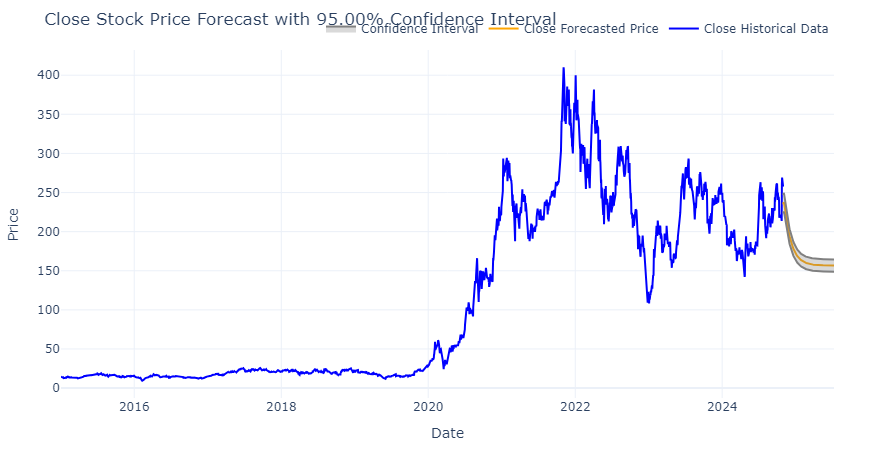 Close Stock Price Forecast with 95.00% Confidence Interval
Confidence Interval Close Forecasted Price Close Historical Data
400
350
300
250
200
150
100
50
0
Price
2016 2018 2020 2022 2024
Date